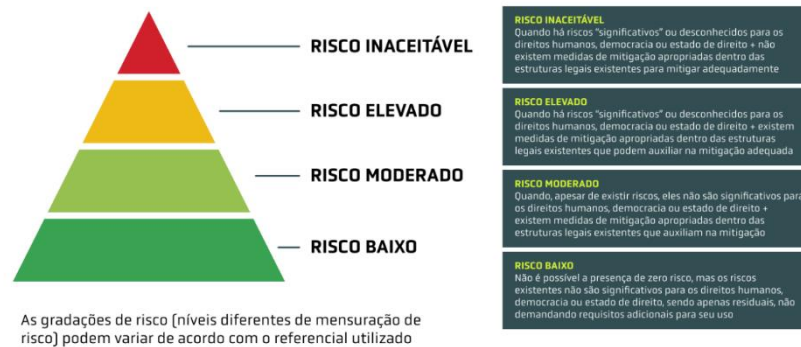 RISCO INACEITÁVEL
RISCO ELEVADO
RISCO MODERADO
RISCO BAIXO
As gradações de risco (níveis diferentes de mensuração de
risco) podem variar de acordo com o referencial utilizado
RISCO INACEITÁVEL
Quando há riscos "significativos" ou desconhecidos para os
direitos humanos, democracia ou estado de direito + não
existem medidas de mitigação apropriadas dentro das
estruturas legais existentes para mitigar adequadamente
RISCO ELEVADO
Quando há riscos "significativos" ou desconhecidos para os
direitos humanos, democracia ou estado de direito + existem
medidas de mitigação apropriadas dentro das estruturas
legais existentes que podem auxiliar na mitigação adequada
RISCO MODERADO
Quando, apesar de existir riscos, eles não são significativos para
os direitos humanos, democracia ou estado de direito +
existem medidas de mitigação apropriadas dentro das
estruturas legais existentes que auxiliam na mitigação
RISCO BAIXO
Não é possível a presença de zero risco, mas os riscos
existentes não são significativos para os direitos humanos,
democracia ou estado de direito, sendo apenas residuais, não
demandando requisitos adicionais para seu uso